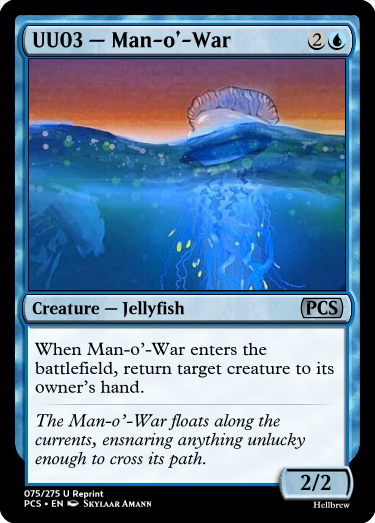 UU03 — Man-o'-War 2
Creature — Jellyfish PCS
When Man-o'-War enters the
battlefield, return target creature to its
owner's hand.
The Man-o'-War floats along the
currents, ensnaring anything unlucky
enough to cross its path.
2/2
075/275 U Reprint
PCS • EN Skylaar Amann
Hellbrew